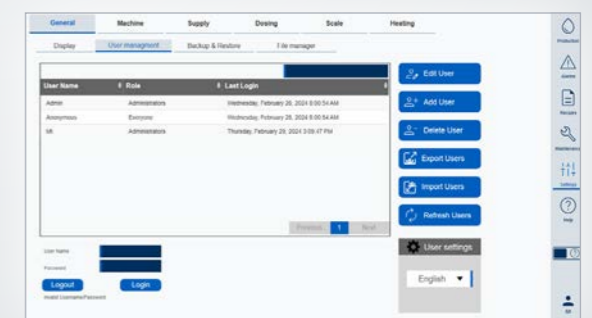 General Machine Supply Dosing Scale Heating
Display User managment Backup & Restore File manager
User Name Role Last Login
Admin Administrators Wednesday, February 28, 2024 8:00:54 AM
Anonymous Everyone Wednesday, February 28, 2024 8:00:54 AM
Administrators Thursday, February 29, 2024 3:09:47 PM
Previous 1 Next
Edit User
Add User
Delete User
Export Users
Import Users
Refresh Users
User settings
English
User Name
Password
Logout Login
Invalid Username/Password
Production
Alarms
Recipes
Maintenance
Settings
Help